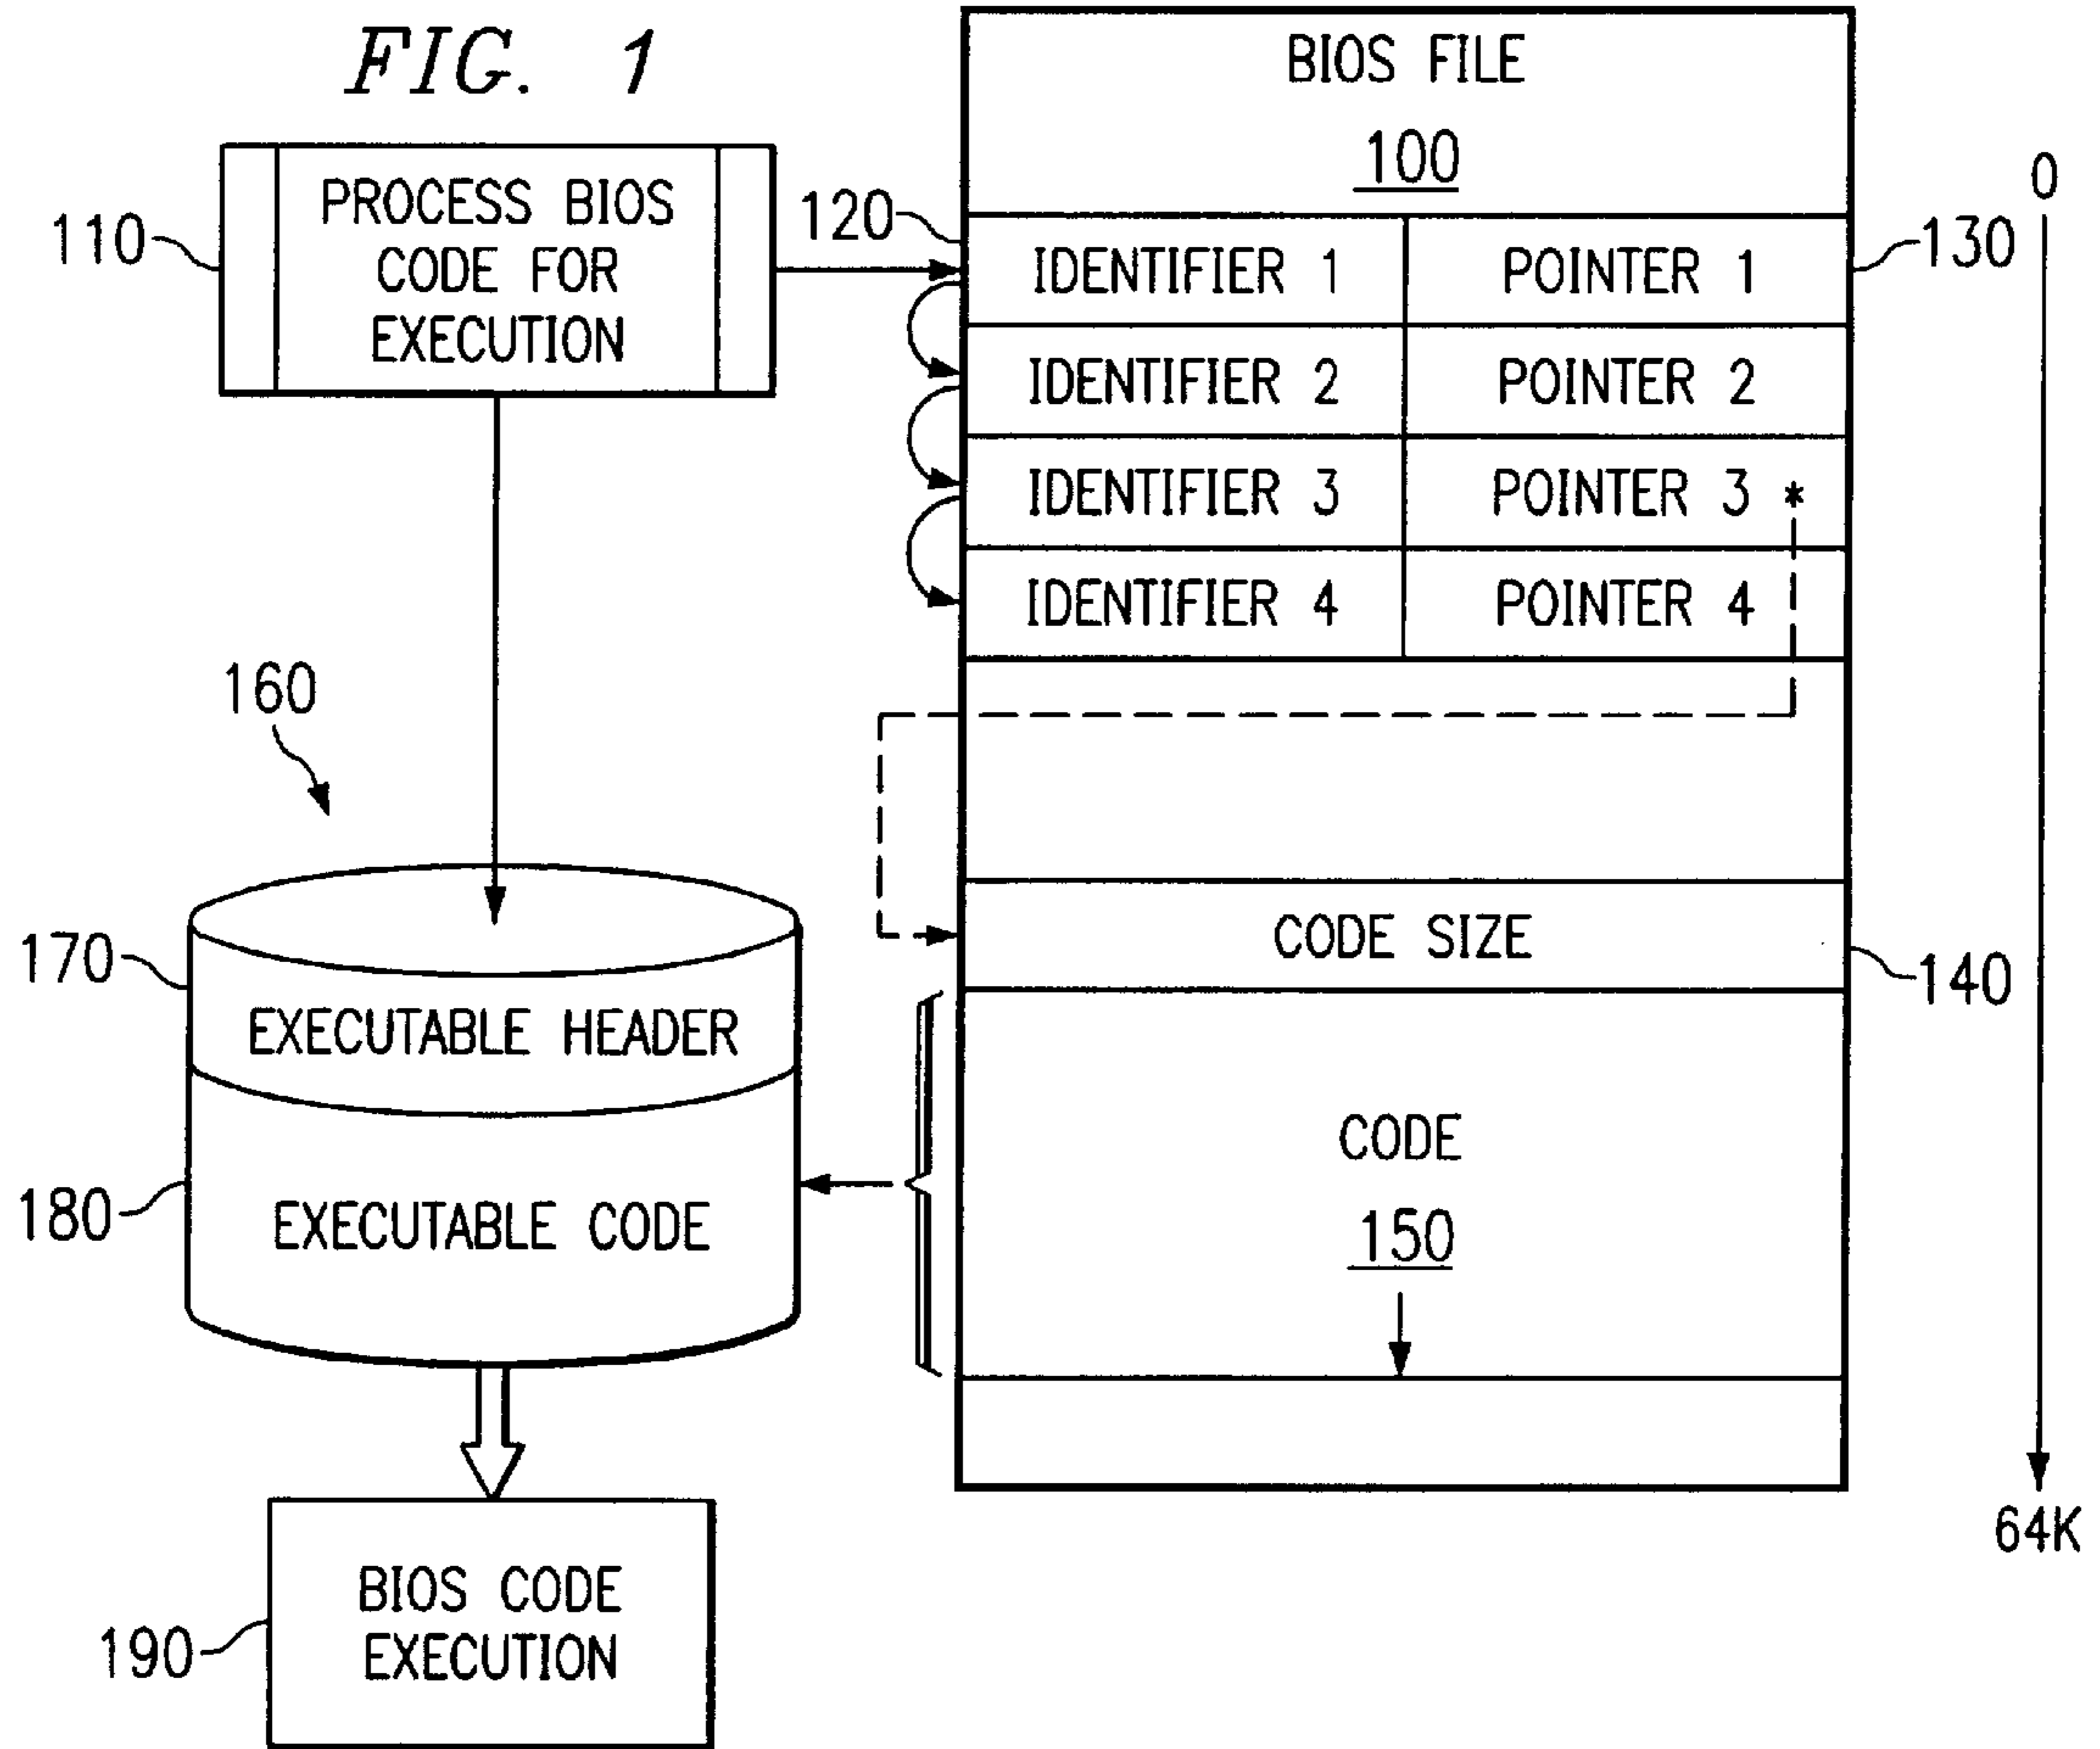 FIG. 1
BIOS FILE
100
0
110
PROCESS BIOS
CODE FOR
EXECUTION
120
130
IDENTIFIER 1
POINTER 1
IDENTIFIER 2
POINTER 2
IDENTIFIER 3
POINTER 3 *
IDENTIFIER 4
POINTER 4
160
CODE SIZE
140
170
EXECUTABLE HEADER
180
EXECUTABLE CODE
CODE
150
64K
190
BIOS CODE
EXECUTION